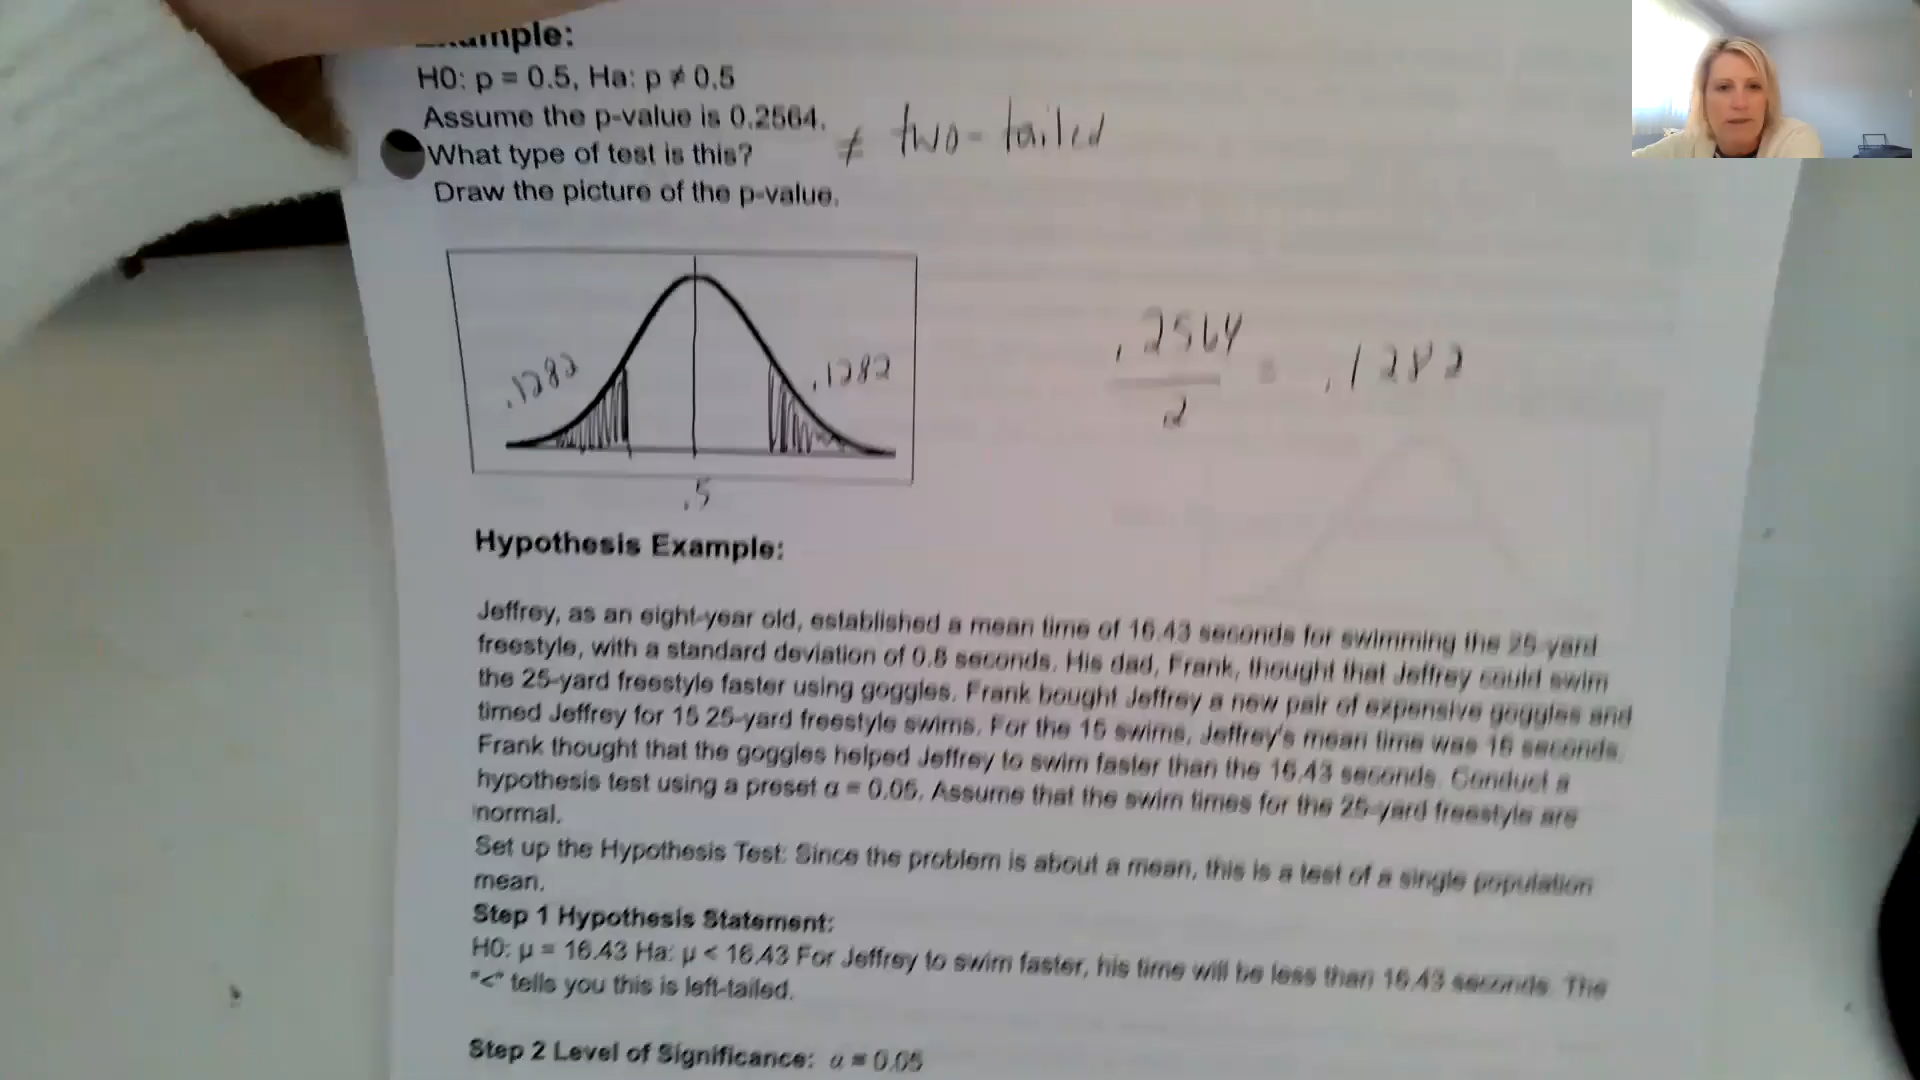 Example:
H0: p = 0.5, Ha: p ≠ 0.5
Assume the p-value is 0.2564.
What type of test is this?
≠ two-tailed
Draw the picture of the p-value.
.1282
.1282
.5
.2564
2
= .1282
Hypothesis Example:
Jeffrey, as an eight-year old, established a mean time of 16.43 seconds for swimming the 25-yard
freestyle, with a standard deviation of 0.8 seconds. His dad, Frank, thought that Jeffrey could swim
the 25-yard freestyle faster using goggles. Frank bought Jeffrey a new pair of expensive goggles and
timed Jeffrey for 15 25-yard freestyle swims. For the 15 swims, Jeffrey's mean time was 16 seconds.
Frank thought that the goggles helped Jeffrey to swim faster than the 16.43 seconds. Conduct a
hypothesis test using a preset α = 0.05. Assume that the swim times for the 25-yard freestyle are
normal.
Set up the Hypothesis Test: Since the problem is about a mean, this is a test of a single population
mean.
Step 1 Hypothesis Statement:
H0: μ = 16.43 Ha: μ < 16.43 For Jeffrey to swim faster, his time will be less than 16.43 seconds. The
"<" tells you this is left-tailed.
Step 2 Level of Significance: α = 0.05